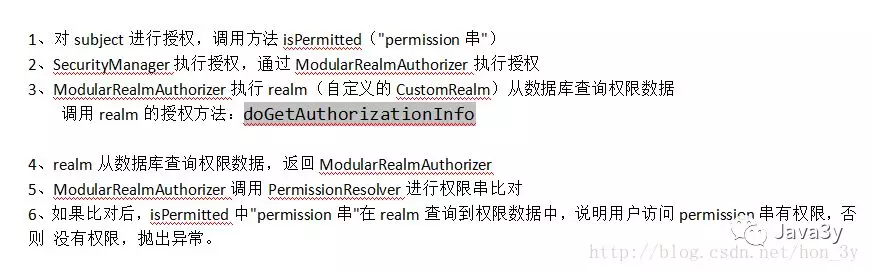 1、对 subject 进行授权，调用方法 isPermitted（"permission 串"）
2、SecurityManager 执行授权，通过 ModularRealmAuthorizer 执行授权
3、ModularRealmAuthorizer 执行 realm（自定义的 CustomRealm）从数据库查询权限数据
调用 realm 的授权方法：doGetAuthorizationInfo
4、realm 从数据库查询权限数据，返回 ModularRealmAuthorizer
5、ModularRealmAuthorizer 调用 PermissionResolver 进行权限串比对
6、如果比对后，isPermitted 中"permission 串"在 realm 查询到权限数据中，说明用户访问 permission 串有权限，否
则 没有权限，抛出异常。
Java3y
http://blog.csdn.net/hon_3y